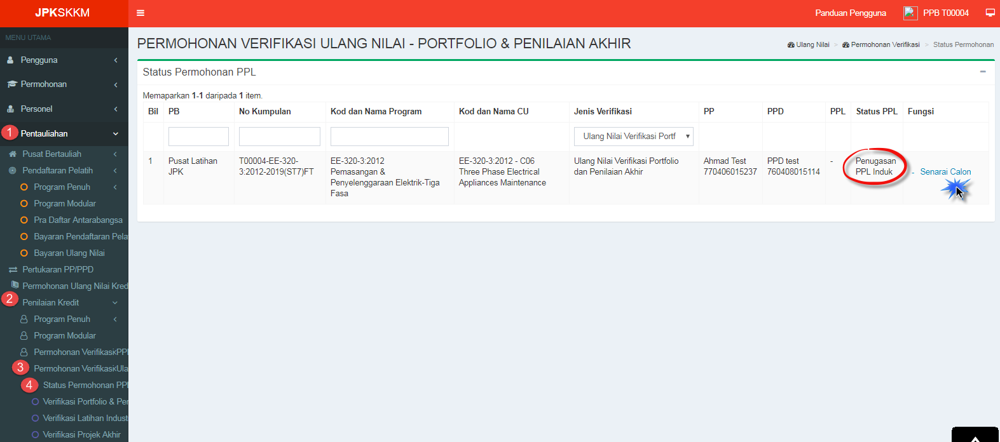 JPKSKKM
Panduan Pengguna
PPB T00004
MENU UTAMA
Pengguna
Permohonan
Personel
1
Pentauliahan
Pusat Bertauliah
Pendaftaran Pelatih
Program Penuh
Program Modular
Pra Daftar Antarabangsa
Bayaran Pendaftaran Pela
Bayaran Ulang Nilai
Pertukaran PP/PPD
Permohonan Ulang Nilai Kred
2
Penilaian Kredit
Program Penuh
Program Modular
Permohonan Verifikasi PPL
3
Permohonan Verifikasi Ula
4
Status Permohonan PPL
Verifikasi Portfolio & Per
Verifikasi Latihan Indust
Verifikasi Projek Akhir
PERMOHONAN VERIFIKASI ULANG NILAI - PORTFOLIO & PENILAIAN AKHIR
Ulang Nilai > Permohonan Verifikasi > Status Permohonan
Status Permohonan PPL
Memaparkan 1-1 daripada 1 item.
Bil PB No Kumpulan Kod dan Nama Program Kod dan Nama CU Jenis Verifikasi PP PPD PPL Status PPL Fungsi
Ulang Nilai Verifikasi Portf
1
Pusat Latihan
JPK
T00004-EE-320-
3:2012-2019(ST7)FT
EE-320-3:2012
Pemasangan &
Penyelenggaraan Elektrik-Tiga
Fasa
EE-320-3:2012 - C06
Three Phase Electrical
Appliances Maintenance
Ulang Nilai Verifikasi Portfolio
dan Penilaian Akhir
Ahmad Test
770406015237
PPD test
760408015114
-
Penugasan
PPL Induk
- Senarai Calon